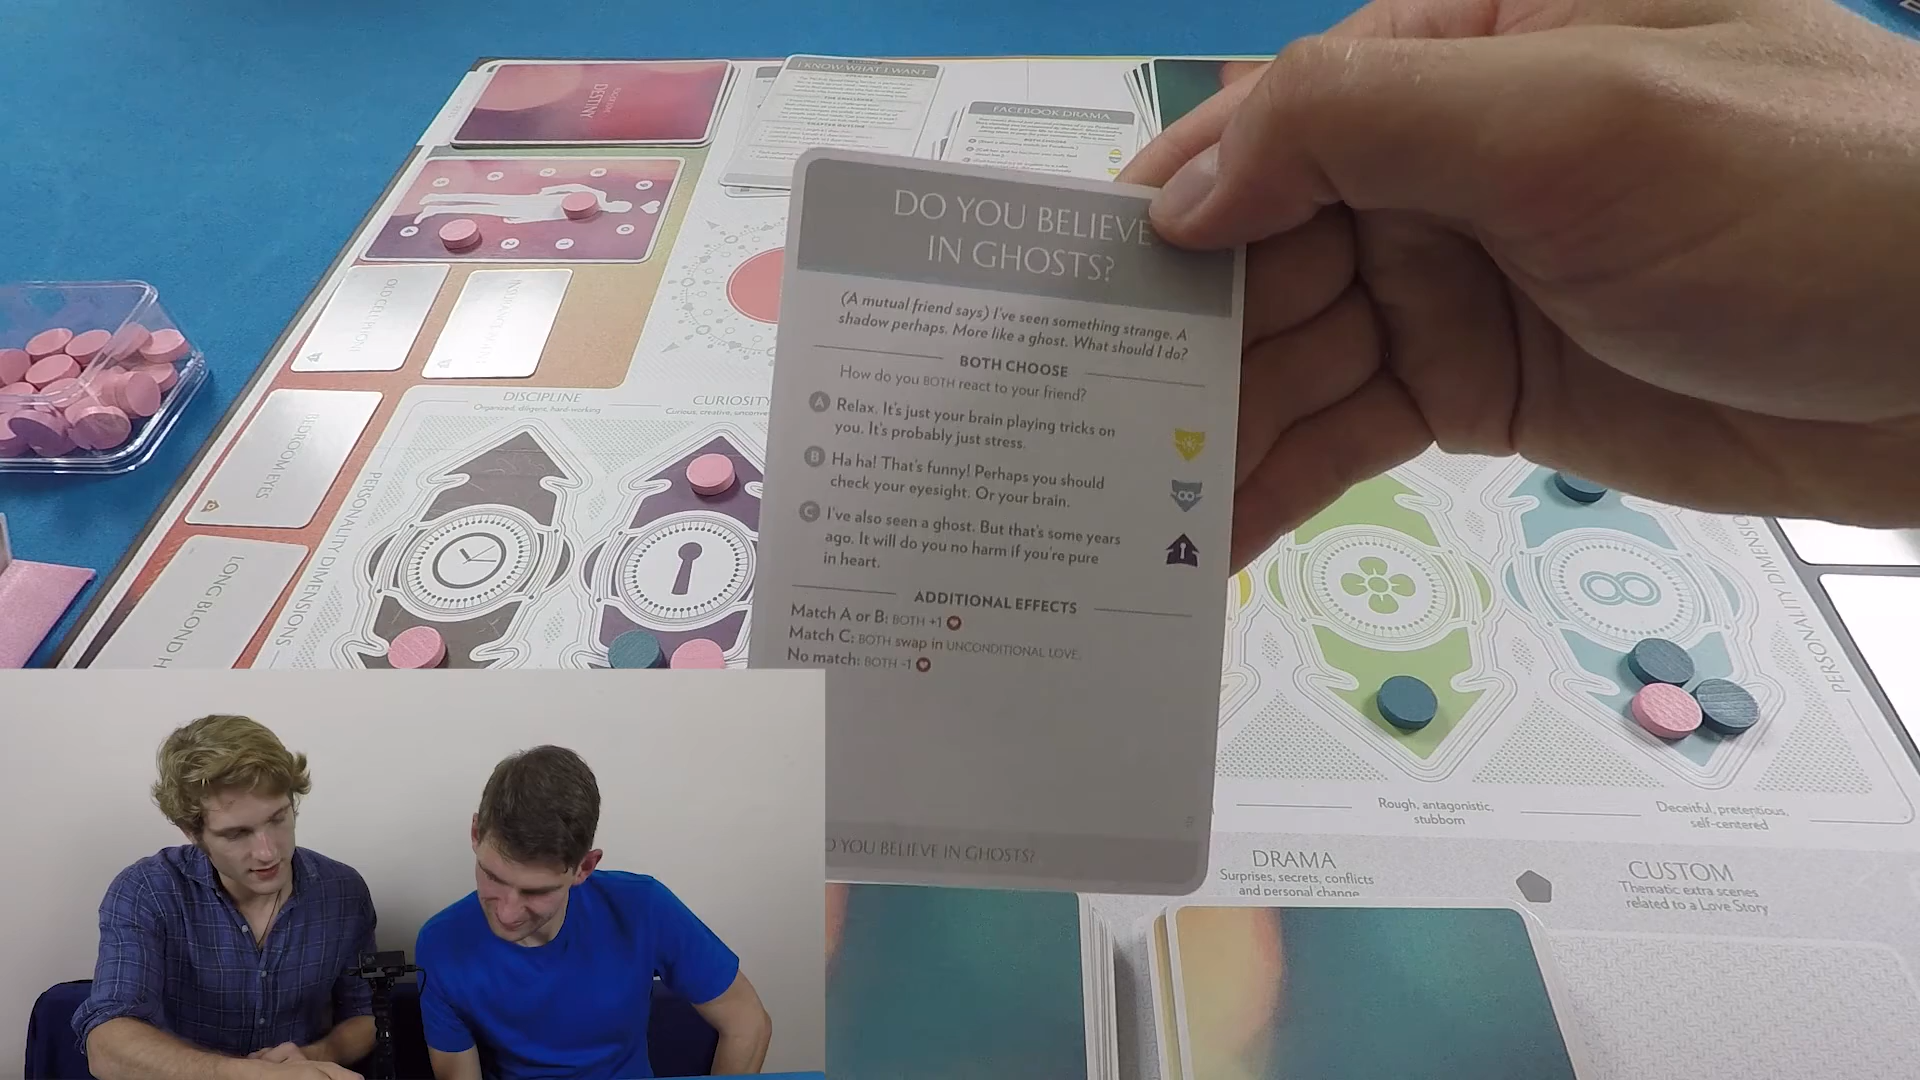 DESTINY
I KNOW WHAT I WANT
FACEBOOK DRAMA
DO YOU BELIEVE
IN GHOSTS?
(A mutual friend says) I've seen something strange. A
shadow perhaps. More like a ghost. What should I do?
BOTH CHOOSE
How do you BOTH react to your friend?
A Relax. It's just your brain playing tricks on
you. It's probably just stress.
B Ha ha! That's funny! Perhaps you should
check your eyesight. Or your brain.
C I've also seen a ghost. But that's some years
ago. It will do you no harm if you're pure
in heart.
ADDITIONAL EFFECTS
Match A or B: BOTH +1
Match C: BOTH swap in UNCONDITIONAL LOVE.
No match: BOTH -1
O YOU BELIEVE IN GHOSTS?
OLD CELL PHONE
BEDROOM EYES
LONG BLOND H
DISCIPLINE
Organized, diligent, hard-working
CURIOSITY
Curious, creative, unconve
PERSONALITY DIMENSIONS
PERSONALITY DIMENS
Rough, antagonistic,
stubborn
Deceitful, pretentious,
self-centered
DRAMA
Surprises, secrets, conflicts
and personal change
CUSTOM
Thematic extra scenes
related to a Love Story